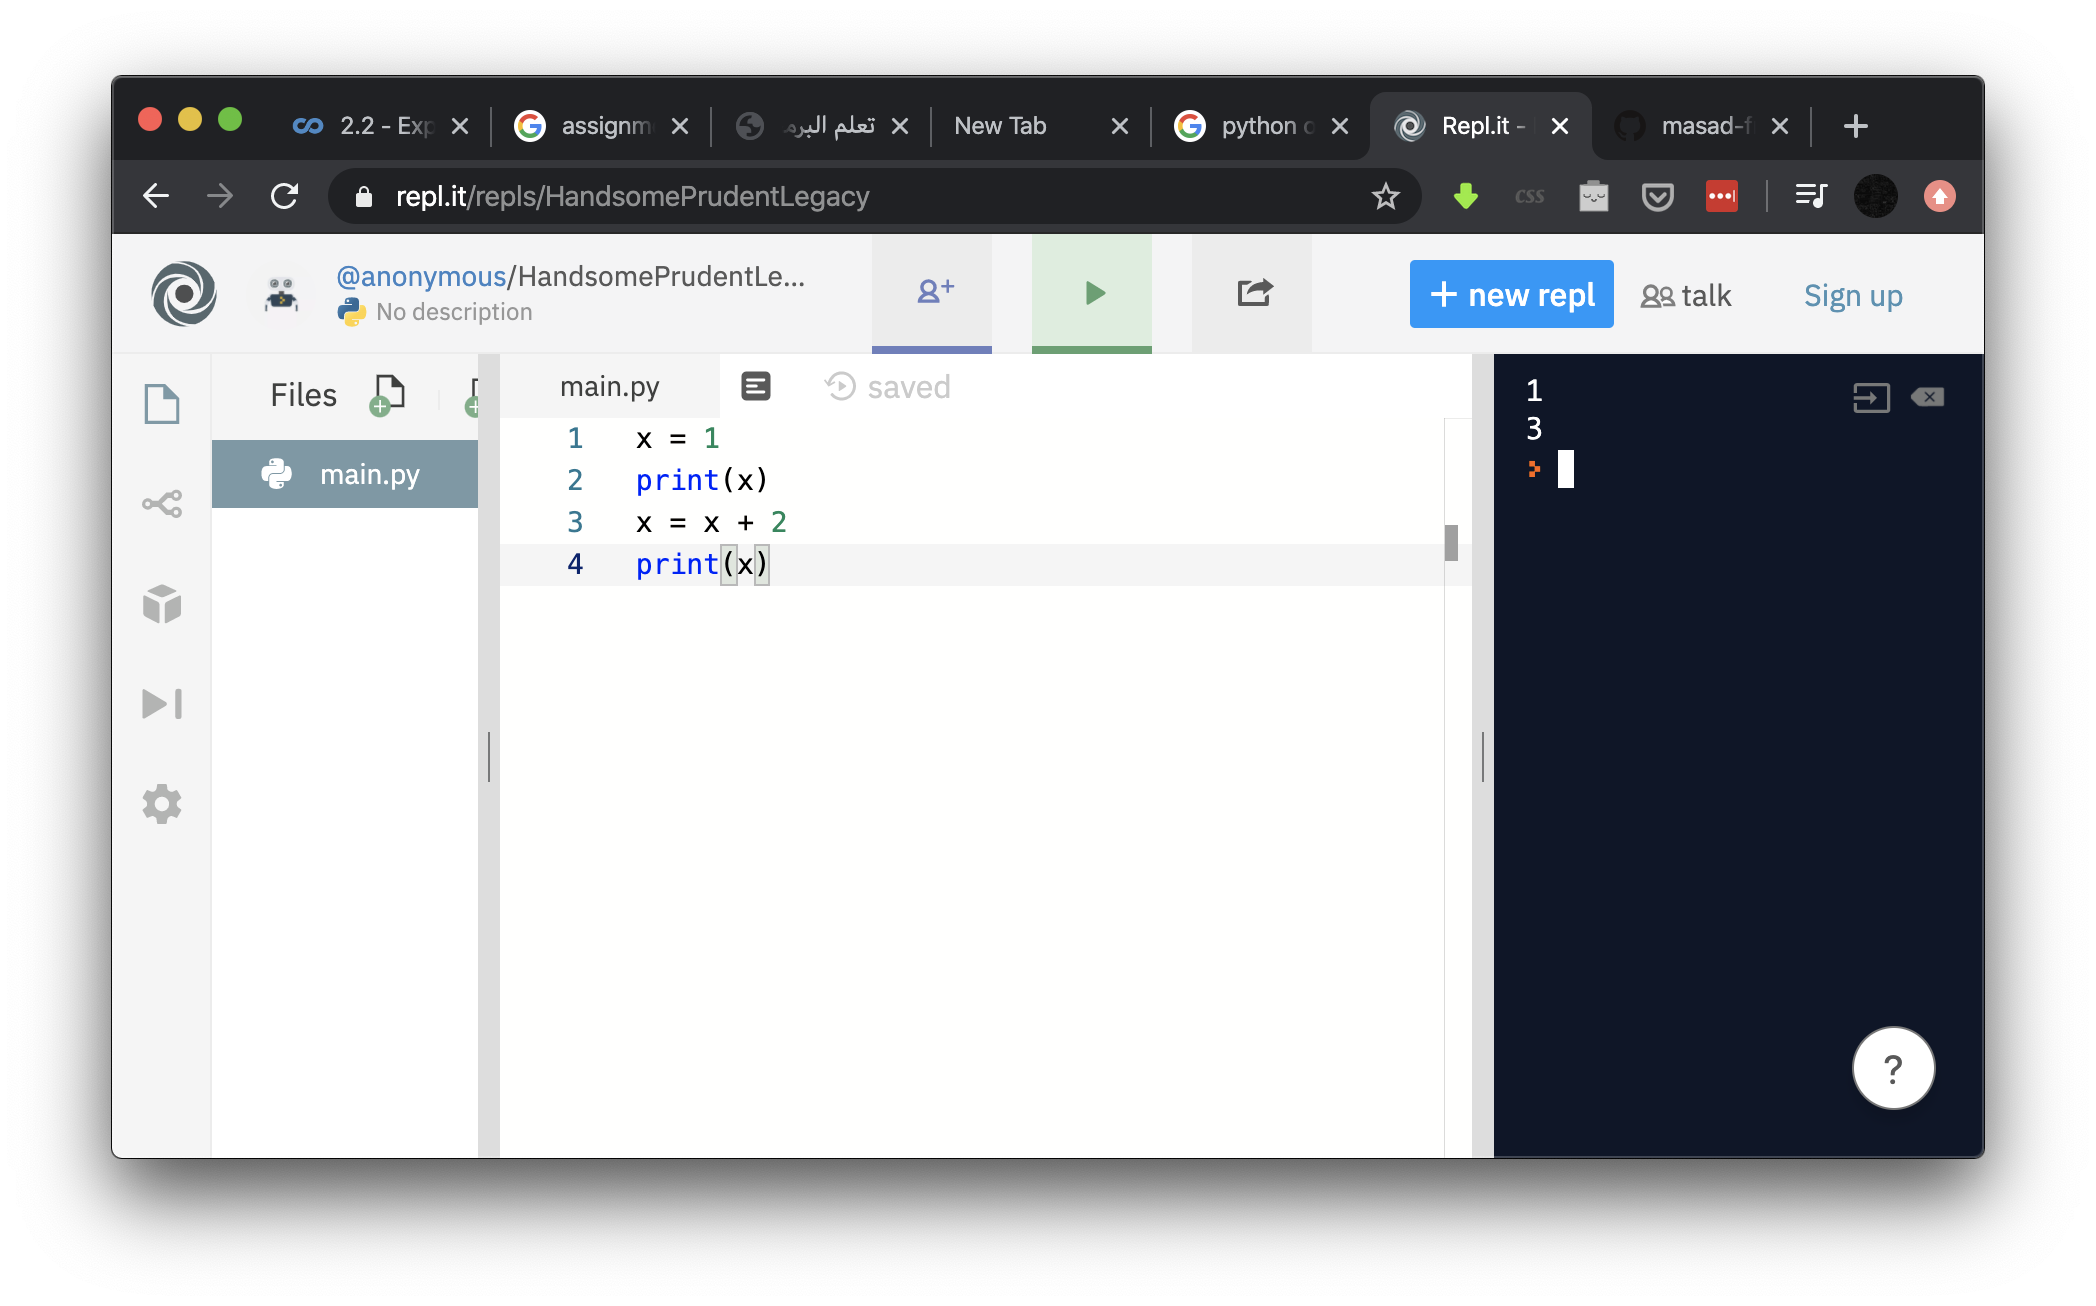 2.2 - Exp
assignm
تعلم البرم
New Tab
python
Repl.it -
masad-f
repl.it/repls/HandsomePrudentLegacy
css
@anonymous/HandsomePrudentLe...
No description
+ new repl
talk
Sign up
Files
main.py
main.py
saved
1 x = 1
2 print(x)
3 x = x + 2
4 print(x)
1
3
?